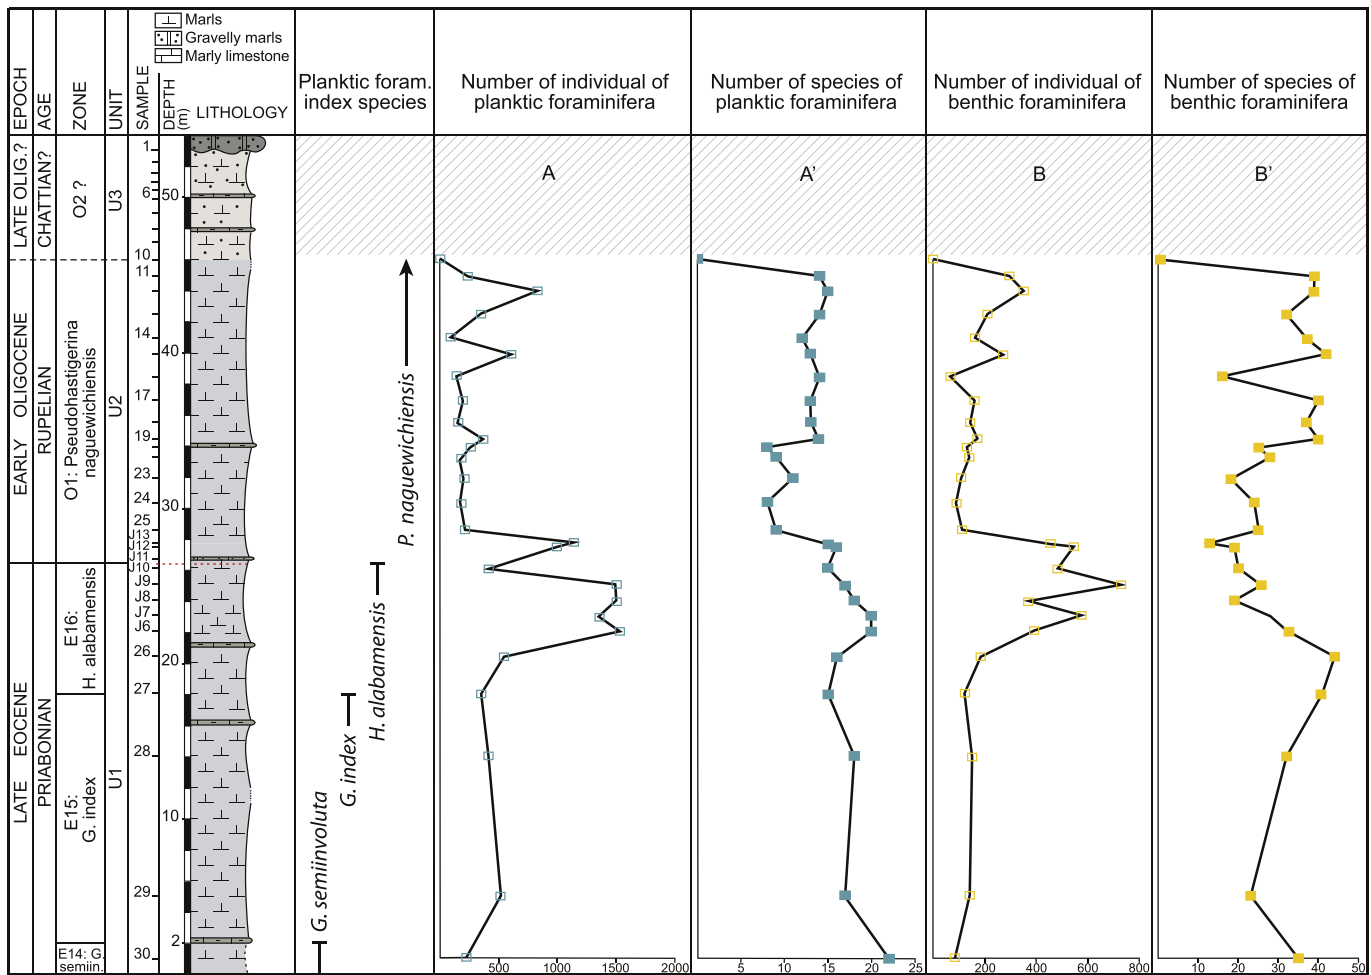 Marls
Gravelly marls
Marly limestone
EPOCH
AGE
ZONE
UNIT
SAMPLE
DEPTH
(m)
LITHOLOGY
Planktic foram.
index species
Number of individual of
planktic foraminifera
Number of species of
planktic foraminifera
Number of individual of
benthic foraminifera
Number of species of
benthic foraminifera
LATE OLIG.?
CHATTIAN?
O2 ?
U3
EARLY OLIGOCENE
RUPELIAN
O1: Pseudohastigerina
naguewichiensis
U2
LATE EOCENE
PRIABONIAN
E16:
H. alabamensis
E15:
G. index
E14: G.
semiin.
U1
1
6
10
11
14
17
19
23
24
25
J13
J12
J11
J10
J9
J8
J7
J6
26
27
28
29
30
50
40
30
20
10
2
G. semiinvoluta
G. index
H. alabamensis
P. naguewichiensis
A
A’
B
B’
500 1000 1500 2000
5 10 15 20 25
200 400 600 800
10 20 30 40 50